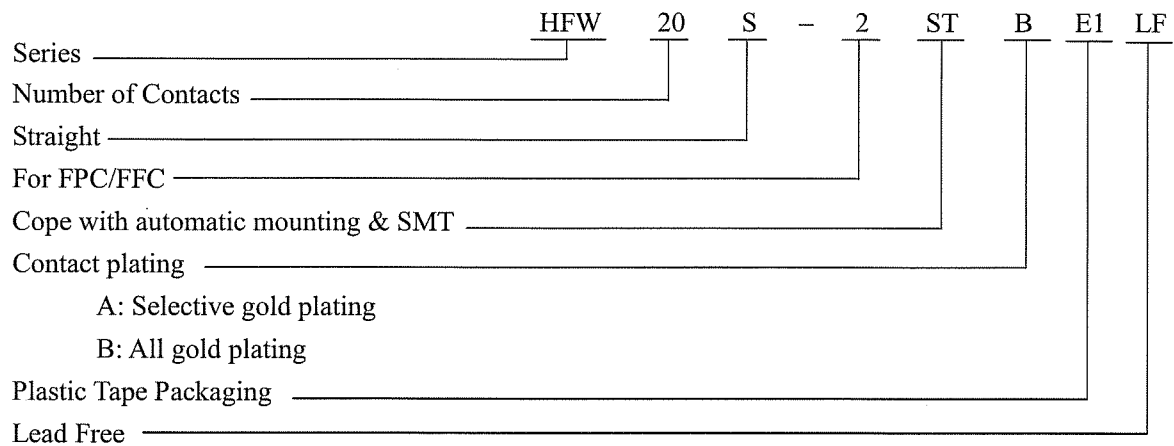 HFW 20 S – 2 ST B E1 LF
Series
Number of Contacts
Straight
For FPC/FFC
Cope with automatic mounting & SMT
Contact plating
A: Selective gold plating
B: All gold plating
Plastic Tape Packaging
Lead Free